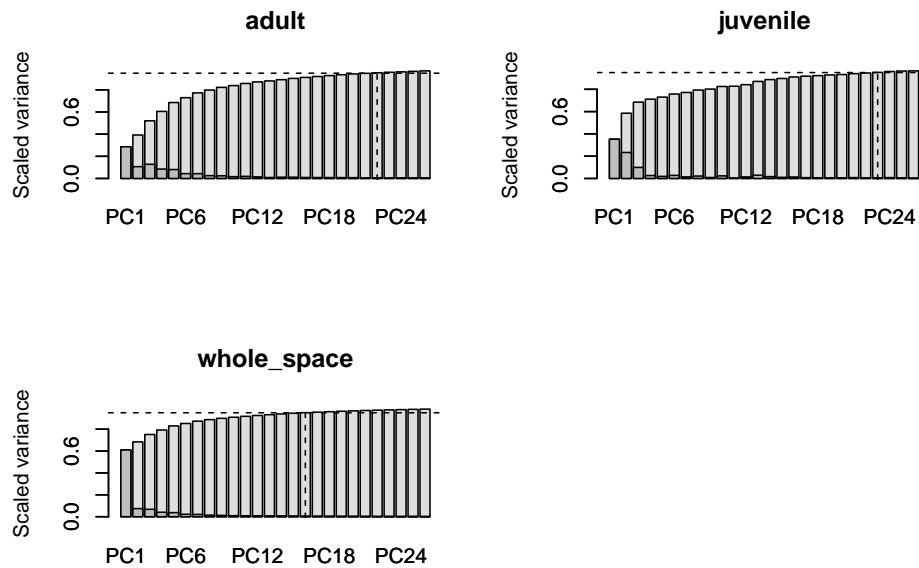 adult
Scaled variance
0.6
0.0
PC1 PC6 PC12 PC18 PC24
juvenile
Scaled variance
0.6
0.0
PC1 PC6 PC12 PC18 PC24
whole_space
Scaled variance
0.6
0.0
PC1 PC6 PC12 PC18 PC24